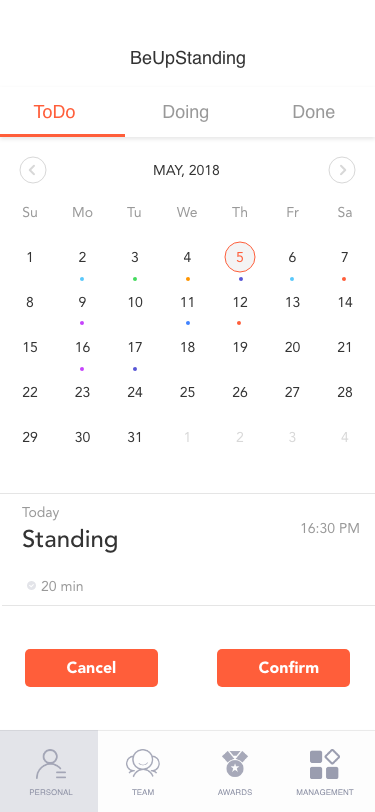 BeUpStanding
ToDo Doing Done
MAY, 2018
Su Mo Tu We Th Fr Sa
1 2 3 4 5 6 7
8 9 10 11 12 13 14
15 16 17 18 19 20 21
22 23 24 25 26 27 28
29 30 31 1 2 3 4
Today
Standing 16:30 PM
20 min
Cancel Confirm
PERSONAL TEAM AWARDS MANAGEMENT